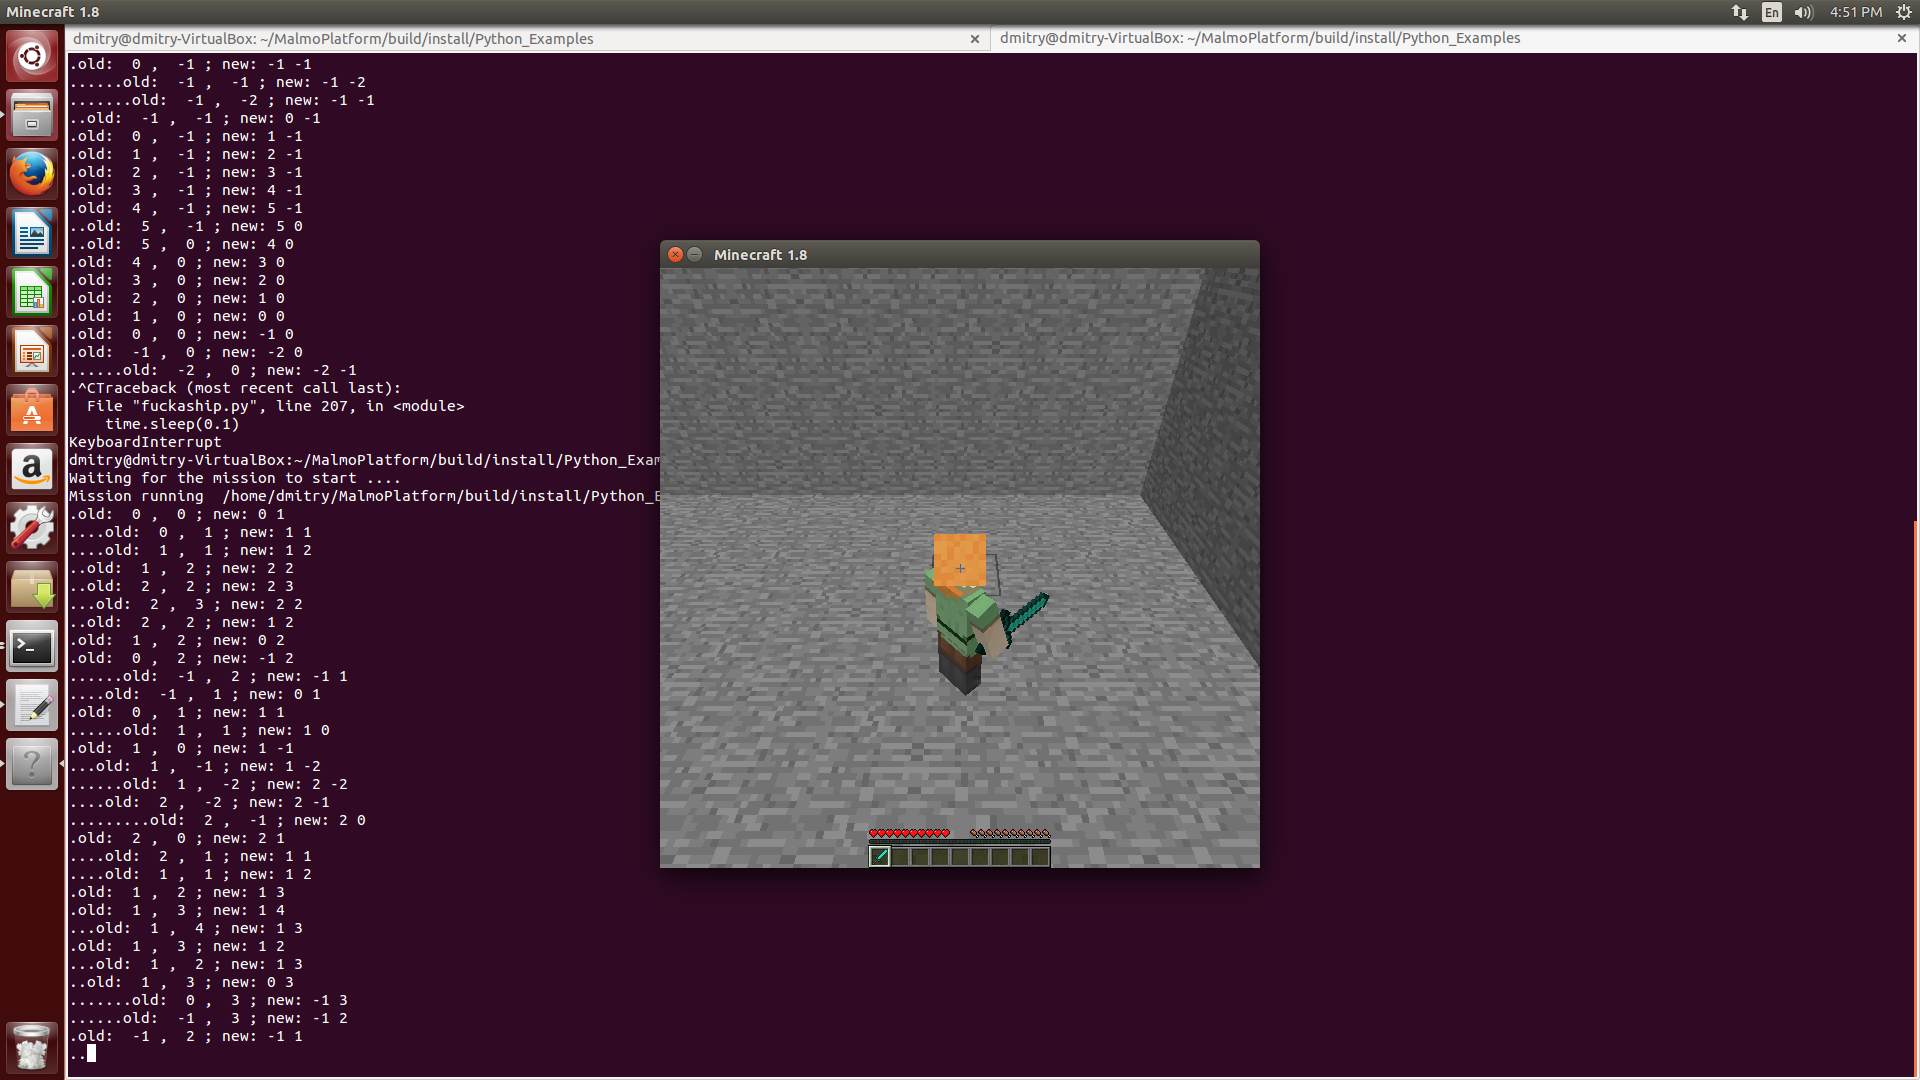 Minecraft 1.8
En
4:51 PM
dmitry@dmitry-VirtualBox: ~/MalmoPlatform/build/install/Python_Examples
dmitry@dmitry-VirtualBox: ~/MalmoPlatform/build/install/Python_Examples
.old:  0 ,  -1 ; new: -1 -1
......old:  -1 ,  -1 ; new: -1 -2
.......old:  -1 ,  -2 ; new: -1 -1
..old:  -1 ,  -1 ; new: 0 -1
.old:  0 ,  -1 ; new: 1 -1
.old:  1 ,  -1 ; new: 2 -1
.old:  2 ,  -1 ; new: 3 -1
.old:  3 ,  -1 ; new: 4 -1
.old:  4 ,  -1 ; new: 5 -1
..old:  5 ,  -1 ; new: 5 0
..old:  5 ,  0 ; new: 4 0
.old:  4 ,  0 ; new: 3 0
.old:  3 ,  0 ; new: 2 0
.old:  2 ,  0 ; new: 1 0
.old:  1 ,  0 ; new: 0 0
.old:  0 ,  0 ; new: -1 0
.old:  -1 ,  0 ; new: -2 0
......old:  -2 ,  0 ; new: -2 -1
.^CTraceback (most recent call last):
  File "fuckaship.py", line 207, in <module>
    time.sleep(0.1)
KeyboardInterrupt
dmitry@dmitry-VirtualBox:~/MalmoPlatform/build/install/Python_Exam
Waiting for the mission to start ....
Mission running  /home/dmitry/MalmoPlatform/build/install/Python_E
.old:  0 ,  0 ; new: 0 1
....old:  0 ,  1 ; new: 1 1
....old:  1 ,  1 ; new: 1 2
..old:  1 ,  2 ; new: 2 2
..old:  2 ,  2 ; new: 2 3
...old:  2 ,  3 ; new: 2 2
..old:  2 ,  2 ; new: 1 2
.old:  1 ,  2 ; new: 0 2
.old:  0 ,  2 ; new: -1 2
......old:  -1 ,  2 ; new: -1 1
....old:  -1 ,  1 ; new: 0 1
.old:  0 ,  1 ; new: 1 1
......old:  1 ,  1 ; new: 1 0
.old:  1 ,  0 ; new: 1 -1
...old:  1 ,  -1 ; new: 1 -2
......old:  1 ,  -2 ; new: 2 -2
....old:  2 ,  -2 ; new: 2 -1
.........old:  2 ,  -1 ; new: 2 0
.old:  2 ,  0 ; new: 2 1
....old:  2 ,  1 ; new: 1 1
....old:  1 ,  1 ; new: 1 2
.old:  1 ,  2 ; new: 1 3
.old:  1 ,  3 ; new: 1 4
...old:  1 ,  4 ; new: 1 3
.old:  1 ,  3 ; new: 1 2
...old:  1 ,  2 ; new: 1 3
..old:  1 ,  3 ; new: 0 3
.......old:  0 ,  3 ; new: -1 3
......old:  -1 ,  3 ; new: -1 2
.old:  -1 ,  2 ; new: -1 1
..
Minecraft 1.8